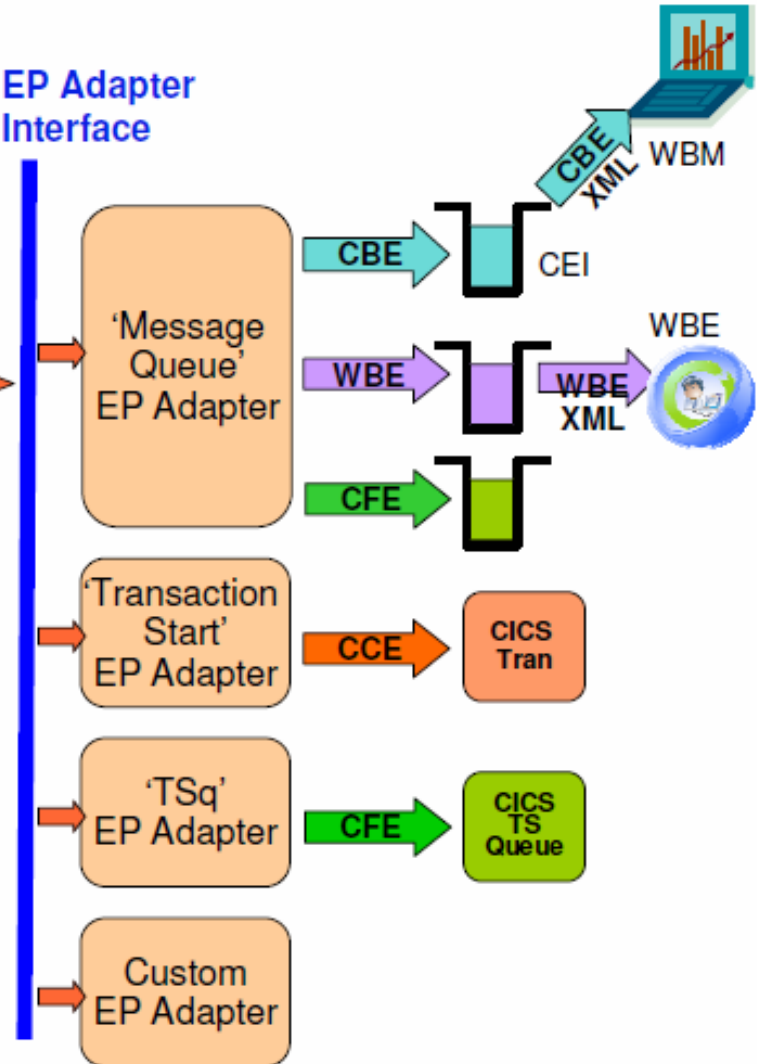 EP Adapter
Interface
CBE
XML
WBM
CBE
CEI
'Message
Queue'
EP Adapter
WBE
WBE
WBE
XML
CFE
'Transaction
Start'
EP Adapter
CCE
CICS
Tran
'TSq'
EP Adapter
CFE
CICS
TS
Queue
Custom
EP Adapter